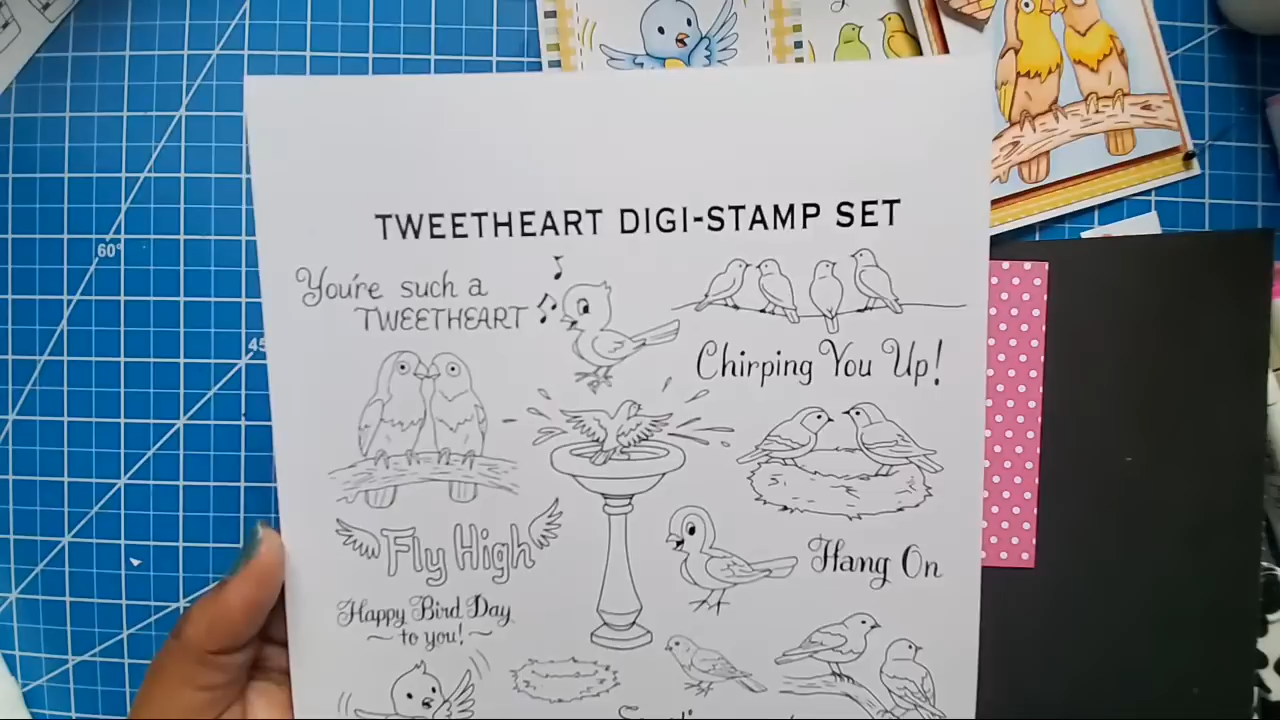 TWEETHEART DIGI-STAMP SET
You're such a
TWEETHEART
Chirping You Up!
Fly High
Hang On
Happy Bird Day
~ to you! ~
60°
45